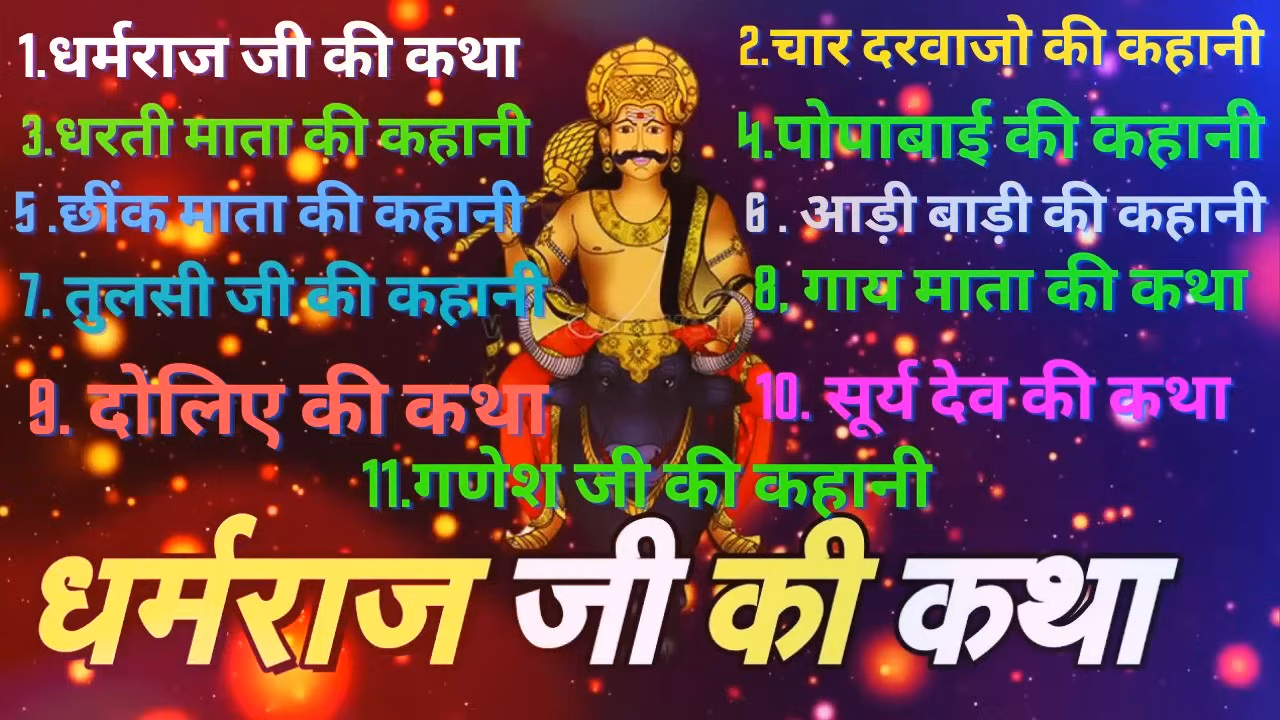 1.धर्मराज जी की कथा
2.चार दरवाजो की कहानी
3.धरती माता की कहानी
4.पोपाबाई की कहानी
5 .छींक माता की कहानी
6 . आड़ी बाड़ी की कहानी
7. तुलसी जी की कहानी
8, गाय माता की कथा
9. दोलिए की कथा
10. सूर्य देव की कथा
11.गणेश जी की कहानी
धर्मराज जी की कथा